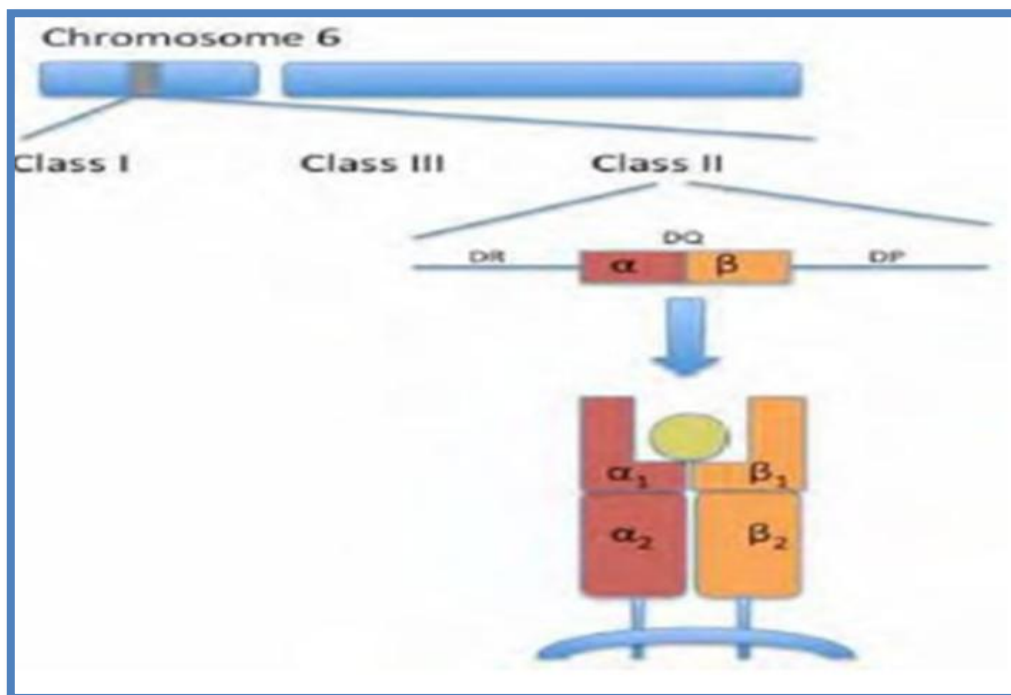 Chromosome 6
Class I Class III Class II
DQ
DR α β DP
α₁ β₁
α₂ β₂